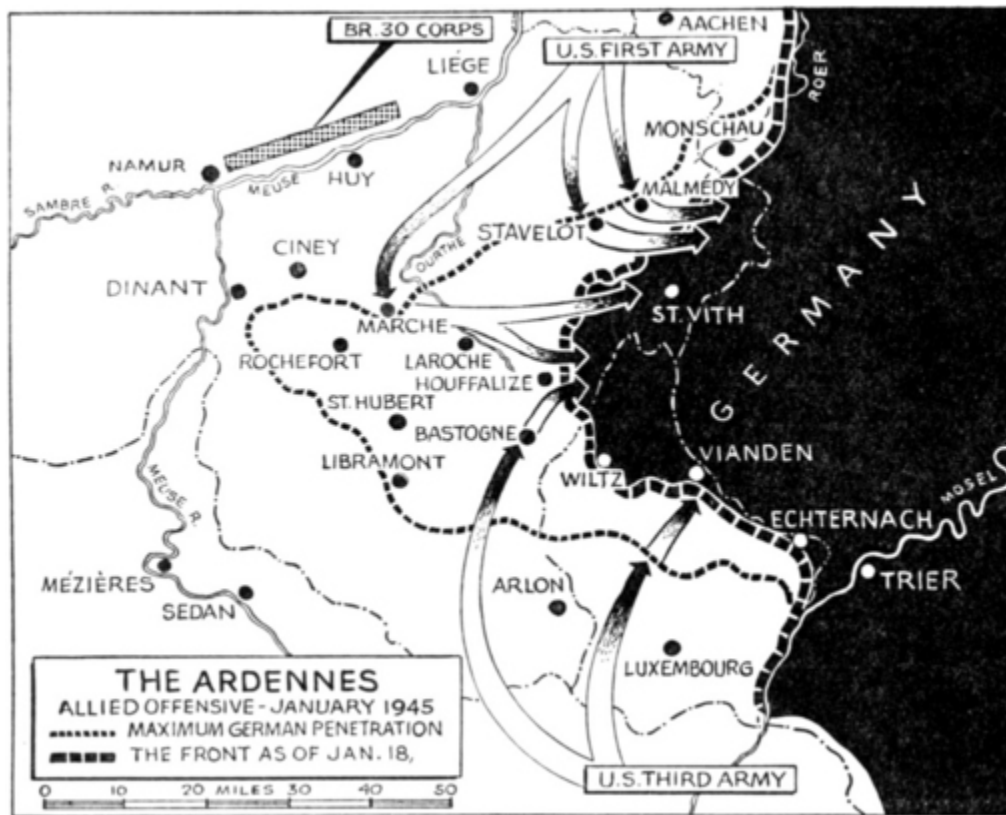 BR. 30 CORPS
AACHEN
U.S. FIRST ARMY
LIÉGE
ROER
MONSCHAU
NAMUR
MEUSE
HUY
MALMÉDY
SAMBRE R.
STAVELOT
OURTHE
CINEY
DINANT
MARCHE
ST. VITH
GERMANY
ROCHEFORT
LAROCHE
HOUFFALIZE
ST. HUBERT
BASTOGNE
LIBRAMONT
WILTZ
VIANDEN
MOSEL
MEUSE R.
ECHTERNACH
MÉZIÈRES
SEDAN
ARLON
TRIER
LUXEMBOURG
THE ARDENNES
ALLIED OFFENSIVE - JANUARY 1945
MAXIMUM GERMAN PENETRATION
THE FRONT AS OF JAN. 18,
U.S. THIRD ARMY
0 10 20 MILES 30 40 50